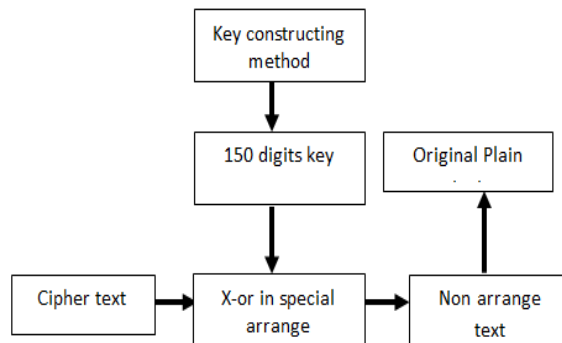 Key constructing
method
150 digits key
Original Plain
Cipher text
X-or in special
arrange
Non arrange
text